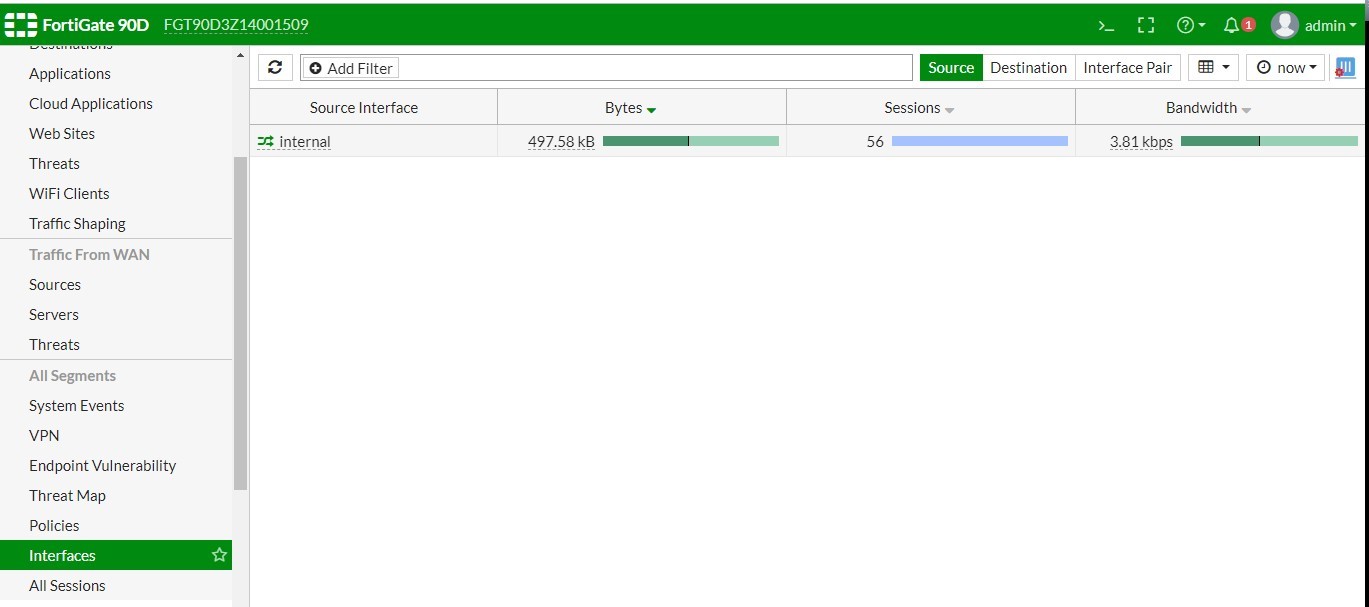 FortiGate 90D FGT90D3Z14001509 1 admin
Destinations
Applications
Cloud Applications
Web Sites
Threats
WiFi Clients
Traffic Shaping
Traffic From WAN
Sources
Servers
Threats
All Segments
System Events
VPN
Endpoint Vulnerability
Threat Map
Policies
Interfaces
All Sessions
Add Filter Source Destination Interface Pair now
Source Interface Bytes Sessions Bandwidth
internal 497.58 kB 56 3.81 kbps